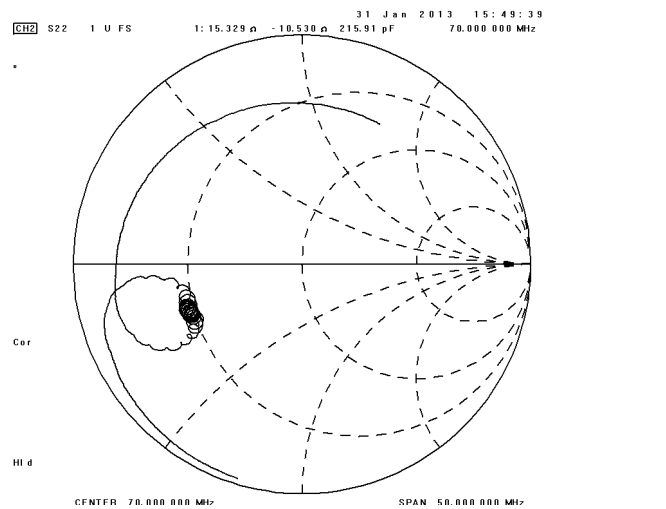 31 Jan 2013 15:49:39
CH2 S22 1 U FS 1: 15.329 Ω -10.530 Ω 215.91 pF 70.000 000 MHz
*
Cor
Hld
CENTER 70.000 000 MHz SPAN 50.000 000 MHz